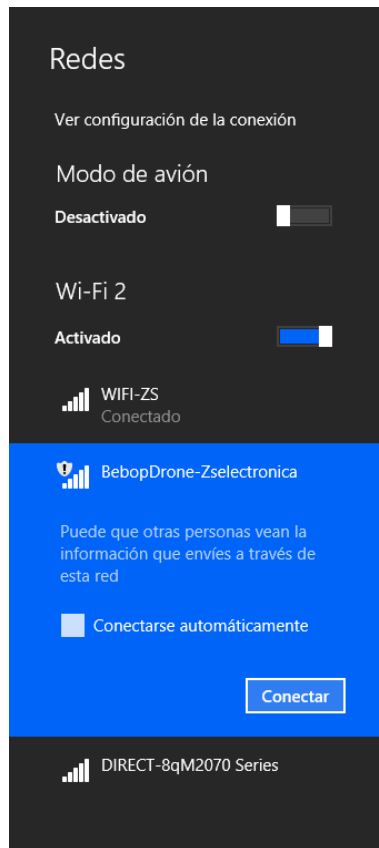 Redes
Ver configuración de la conexión
Modo de avión
Desactivado
Wi-Fi 2
Activado
WIFI-ZS
Conectado
BebopDrone-Zselectronica
Puede que otras personas vean la
información que envíes a través de
esta red
Conectarse automáticamente
Conectar
DIRECT-8qM2070 Series